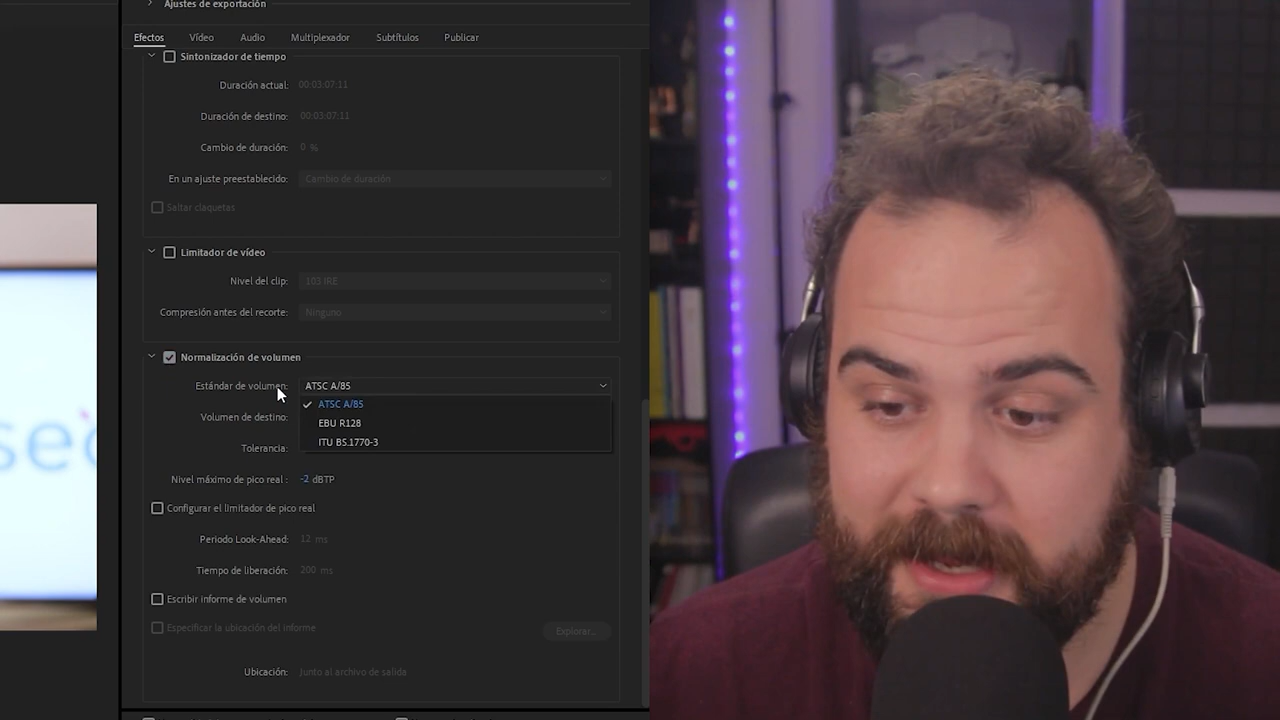 Ajustes de exportación
Efectos Vídeo Audio Multiplexador Subtítulos Publicar
Sintonizador de tiempo
Duración actual: 00:03:07:11
Duración de destino: 00:03:07:11
Cambio de duración: 0 %
En un ajuste preestablecido: Cambio de duración
Saltar claquetas
Limitador de vídeo
Nivel del clip: 103 IRE
Compresión antes del recorte: Ninguno
Normalización de volumen
Estándar de volumen: ATSC A/85
ATSC A/85
Volumen de destino:
EBU R128
ITU BS.1770-3
Tolerancia:
Nivel máximo de pico real : -2 dBTP
Configurar el limitador de pico real
Periodo Look-Ahead: 12 ms
Tiempo de liberación: 200 ms
Escribir informe de volumen
Especificar la ubicación del informe
Explorar...
Ubicación: Junto al archivo de salida